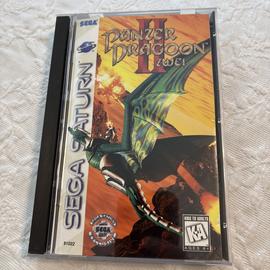 SEGA
PANZER
DRAGOON
II
ZWEI
SEGA SATURN
SEGA
81022
KIDS TO ADULTS
K-A
AGES 6+